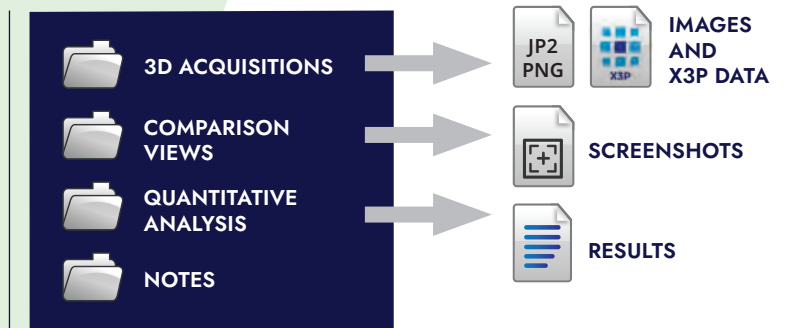 3D ACQUISITIONS
JP2
PNG
X3P
IMAGES
AND
X3P DATA
COMPARISON
VIEWS
SCREENSHOTS
QUANTITATIVE
ANALYSIS
RESULTS
NOTES